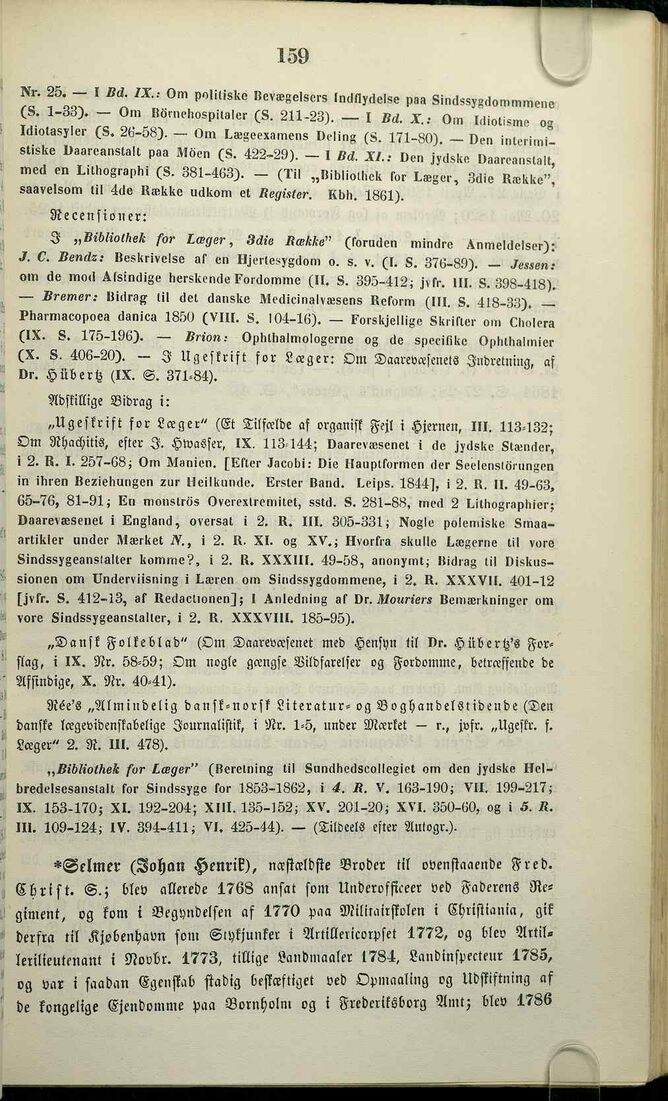 159
Nr. 25. — I Bd. IX.: Om politiske Bevægelsers Indflydelse paa Sindssygdommmene
(S. 1-33). — Om Börnehospitaler (S. 211-23). — I Bd. X.: Om Idiotisme og
Idiotasyler (S. 26-58). — Om Lægeexamens Deling (S. 171-80). — Den interimi-
stiske Daareanstalt paa Möen (S. 422-29). — I Bd. XI.: Den jydske Daareanstalt,
med en Lithographi (S. 381-463). — (Til „Bibliothek for Læger, 3die Række”,
saavelsom til 4de Række udkom et Register. Kbh. 1861).
Recensioner:
I „Bibliothek for Læger, 3die Række” (foruden mindre Anmeldelser):
J. C. Bendz: Beskrivelse af en Hjertesygdom o. s. v. (I. S. 376-89). — Jessen:
om de mod Afsindige herskende Fordomme (II. S. 395-412; jvfr. III. S. 398-418).
— Bremer: Bidrag til det danske Medicinalvæsens Reform (III. S. 418-33). —
Pharmacopoea danica 1850 (VIII. S. 104-16). — Forskjellige Skrifter om Cholera
(IX. S. 175-196). — Brion: Ophthalmologerne og de specifike Ophthalmier
(X. S. 406-20). — I Ugeskrift for Læger: Om Daarevæsenets Indretning, af
Dr. Hübertz (IX. S. 371-84).
Adskillige Bidrag i:
„Ugeskrift for Læger” (Et Tilfælde af organisk Fejl i Hjernen, III. 113-132;
Om Rhachitis, efter J. Hwasser, IX. 113-144; Daarevæsenet i de jydske Stænder,
i 2. R. I. 257-68; Om Manien. [Efter Jacobi: Die Hauptformen der Seelenstörungen
in ihren Beziehungen zur Heilkunde. Erster Band. Leips. 1844], i 2. R. II. 49-63,
65-76, 81-91; En monströs Overextremitet, sstd. S. 281-88, med 2 Lithographier;
Daarevæsenet i England, oversat i 2. R. III. 305-331; Nogle polemiske Smaa-
artikler under Mærket N., i 2. R. XI. og XV.; Hvorfra skulle Lægerne til vore
Sindssygeanstalter komme?, i 2. R. XXXIII. 49-58, anonymt; Bidrag til Diskus-
sionen om Underviisning i Læren om Sindssygdommene, i 2. R. XXXVII. 401-12
[jvfr. S. 412-13, af Redactionen]; I Anledning af Dr. Mouriers Bemærkninger om
vore Sindssygeanstalter, i 2. R. XXXVIII. 185-95).
„Dansk Folkeblad” (Om Daarevæsenet med Hensyn til Dr. Hübertz's For-
slag, i IX. Nr. 58-59; Om nogle gængse Vildfarelser og Fordomme, betræffende de
Afsindige, X. Nr. 40-41).
Rée's „Almindelig dansk-norsk Literatur- og Boghandelstidende (Den
danske lægevidenskabelige Journalistik, i Nr. 1-5, under Mærket — r., jvfr. „Ugeskr. f.
Læger” 2. R. III. 478).
„Bibliothek for Læger” (Beretning til Sundhedscollegiet om den jydske Hel-
bredelsesanstalt for Sindssyge for 1853-1862, i 4. R. V. 163-190; VII. 199-217;
IX. 153-170; XI. 192-204; XIII. 135-152; XV. 201-20; XVI. 350-60, og i 5. R.
III. 109-124; IV. 394-411; VI. 425-44). — (Tildeels efter Autogr.).
*Selmer (Johan Henrik), næstældste Broder til ovenstaaende Fred.
Christ. S.; blev allerede 1768 ansat som Underofficeer ved Faderens Re-
giment, og kom i Begyndelsen af 1770 paa Militairskolen i Christiania, gik
derfra til Kjøbenhavn som Stykjunker i Artillericorpset 1772, og blev Artil-
lerilieutenant i Novbr. 1773, tillige Landmaaler 1784, Landinspecteur 1785,
og var i saadan Egenskab stadig beskæftiget ved Opmaaling og Udskiftning af
de kongelige Ejendomme paa Bornholm og i Frederiksborg Amt; blev 1786